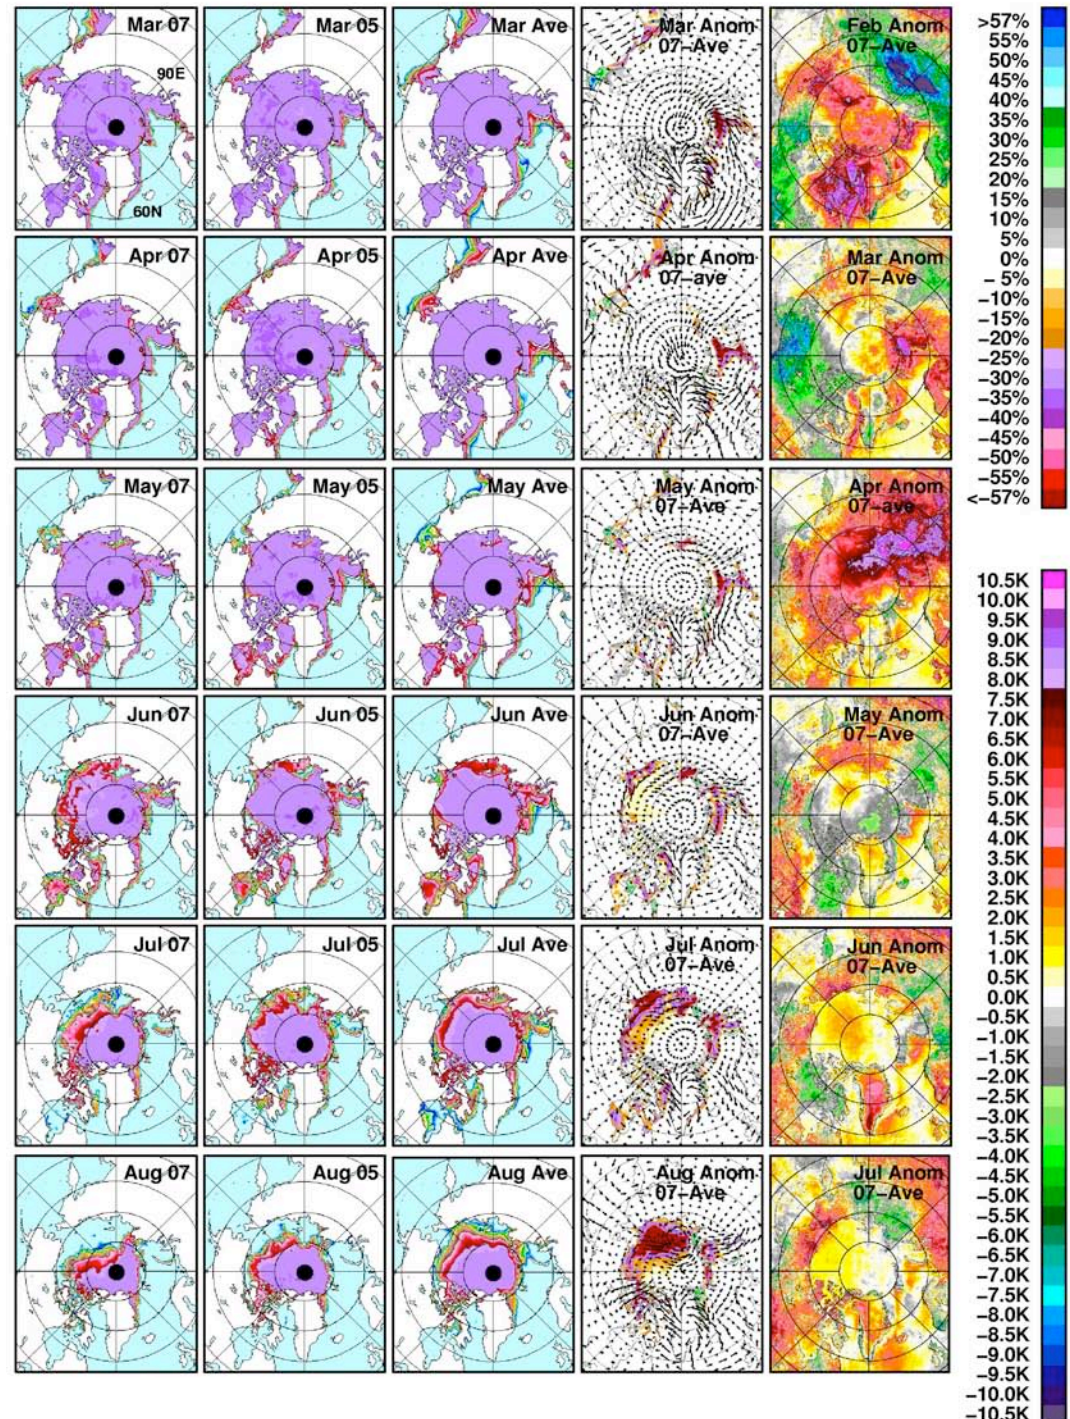 Mar 07
90E
60N
Mar 05
Mar Ave
Mar Anom
07-Ave
Feb Anom
07-Ave
Apr 07
Apr 05
Apr Ave
Apr Anom
07-ave
Mar Anom
07-Ave
May 07
May 05
May Ave
May Anom
07-Ave
Apr Anom
07-ave
Jun 07
Jun 05
Jun Ave
Jun Anom
07-Ave
May Anom
07-Ave
Jul 07
Jul 05
Jul Ave
Jul Anom
07-Ave
Jun Anom
07-Ave
Aug 07
Aug 05
Aug Ave
Aug Anom
07-Ave
Jul Anom
07-Ave
>57%
55%
50%
45%
40%
35%
30%
25%
20%
15%
10%
5%
0%
- 5%
-10%
-15%
-20%
-25%
-30%
-35%
-40%
-45%
-50%
-55%
<-57%
10.5K
10.0K
9.5K
9.0K
8.5K
8.0K
7.5K
7.0K
6.5K
5.5K
5.0K
4.5K
4.0K
3.5K
3.0K
2.5K
2.0K
1.5K
1.0K
0.5K
0.0K
-0.5K
-1.0K
-1.5K
-2.0K
-2.5K
-3.0K
-3.5K
-4.0K
-4.5K
-5.0K
-5.5K
-6.0K
-6.5K
-7.0K
-7.5K
-8.0K
-8.5K
-9.0K
-9.5K
-10.0K
-10.5K